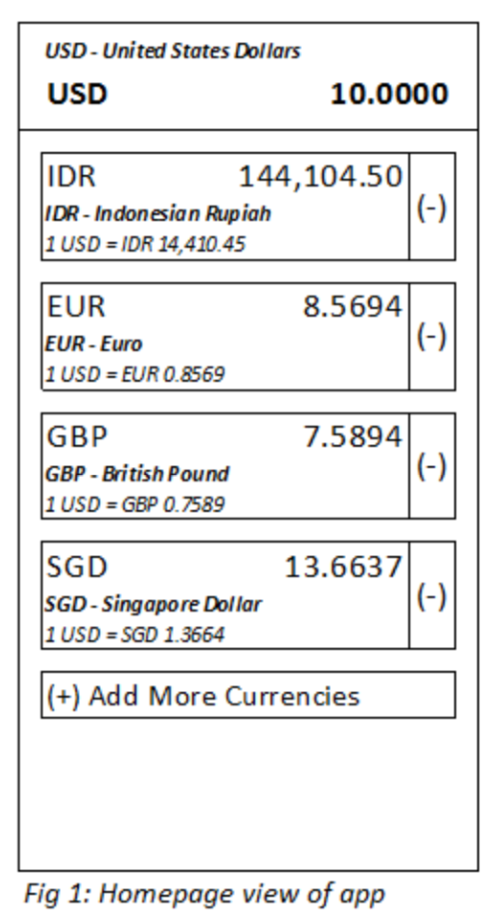 USD - United States Dollars
USD 10.0000
IDR 144,104.50
IDR - Indonesian Rupiah
1 USD = IDR 14,410.45
(-)
EUR 8.5694
EUR - Euro
1 USD = EUR 0.8569
(-)
GBP 7.5894
GBP - British Pound
1 USD = GBP 0.7589
(-)
SGD 13.6637
SGD - Singapore Dollar
1 USD = SGD 1.3664
(-)
(+) Add More Currencies
Fig 1: Homepage view of app